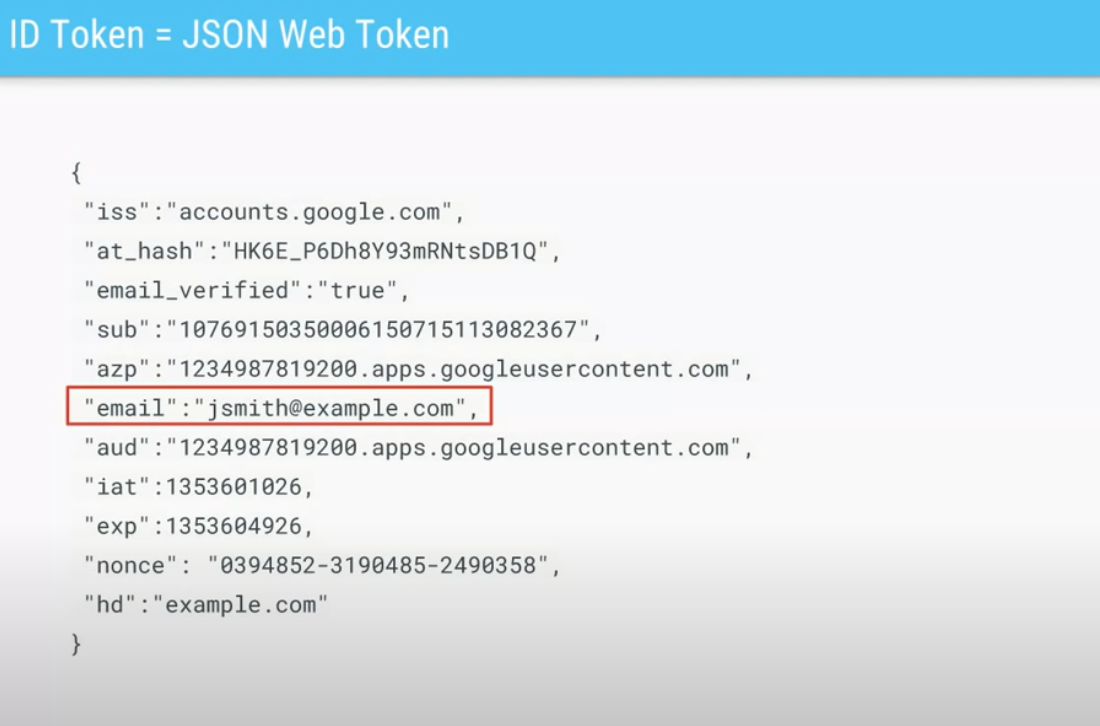 ID Token = JSON Web Token
{
"iss":"accounts.google.com",
"at_hash":"HK6E_P6Dh8Y93mRNtsDB1Q",
"email_verified":"true",
"sub":"107691503500061507151130​82367",
"azp":"1234987819200.apps.googleusercontent.com",
"email":"jsmith@example.com",
"aud":"1234987819200.apps.googleusercontent.com",
"iat":1353601026,
"exp":1353604926,
"nonce": "0394852-3190485-2490358",
"hd":"example.com"
}